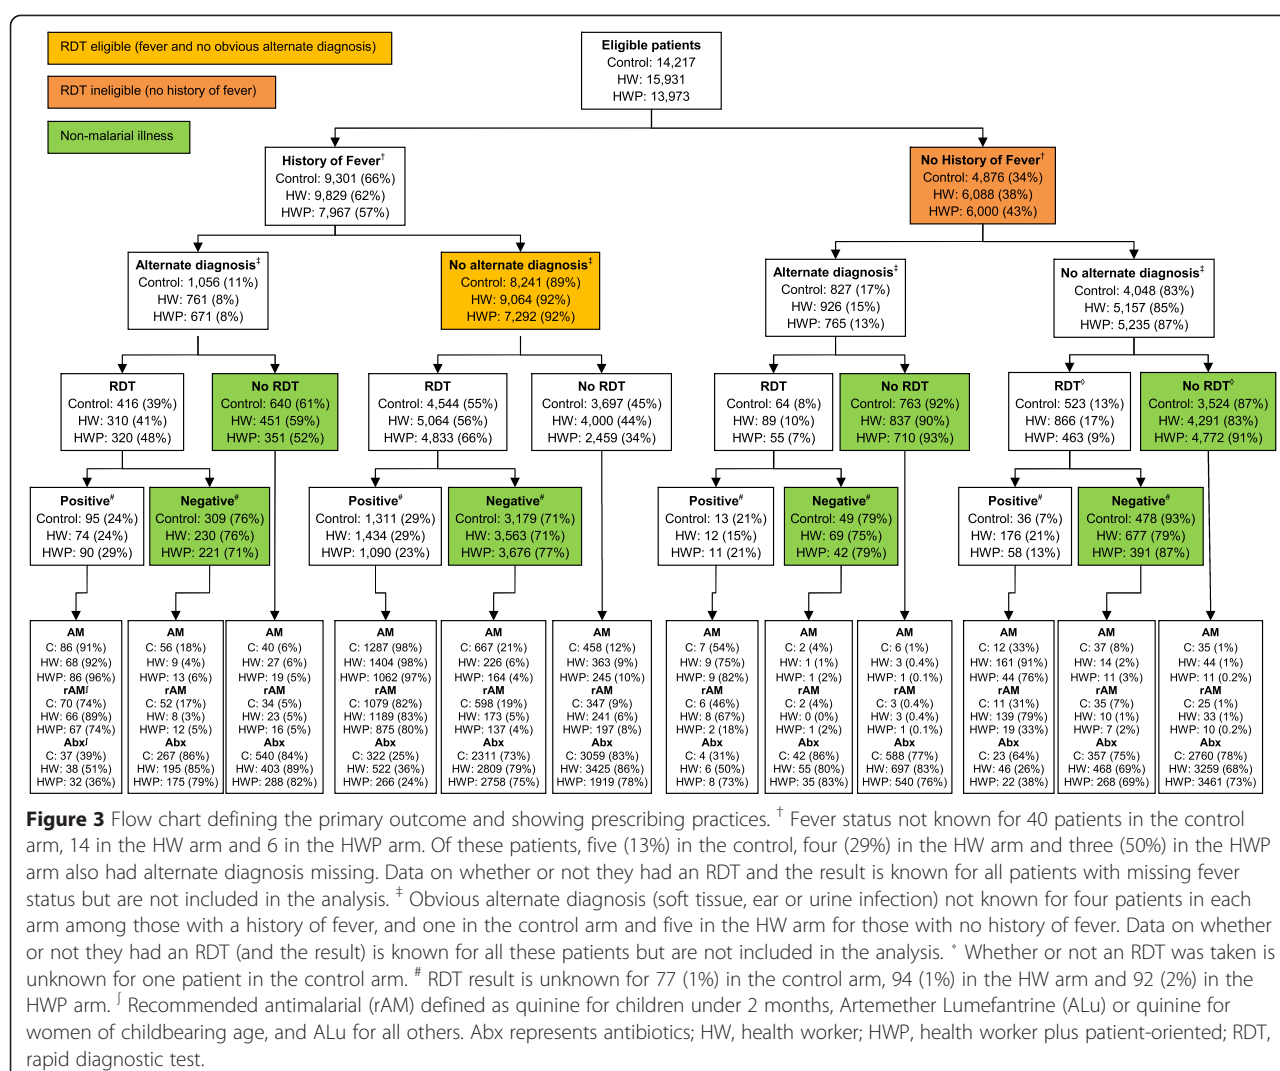 RDT eligible (fever and no obvious alternate diagnosis)
RDT ineligible (no history of fever)
Non-malarial illness
Eligible patients
Control: 14,217
HW: 15,931
HWP: 13,973
History of Fever†
Control: 9,301 (66%)
HW: 9,829 (62%)
HWP: 7,967 (57%)
No History of Fever†
Control: 4,876 (34%)
HW: 6,088 (38%)
HWP: 6,000 (43%)
Alternate diagnosis‡
Control: 1,056 (11%)
HW: 761 (8%)
HWP: 671 (8%)
No alternate diagnosis‡
Control: 8,241 (89%)
HW: 9,064 (92%)
HWP: 7,292 (92%)
Alternate diagnosis‡
Control: 827 (17%)
HW: 926 (15%)
HWP: 765 (13%)
No alternate diagnosis‡
Control: 4,048 (83%)
HW: 5,157 (85%)
HWP: 5,235 (87%)
RDT
Control: 416 (39%)
HW: 310 (41%)
HWP: 320 (48%)
No RDT
Control: 640 (61%)
HW: 451 (59%)
HWP: 351 (52%)
RDT
Control: 4,544 (55%)
HW: 5,064 (56%)
HWP: 4,833 (66%)
No RDT
Control: 3,697 (45%)
HW: 4,000 (44%)
HWP: 2,459 (34%)
RDT
Control: 64 (8%)
HW: 89 (10%)
HWP: 55 (7%)
No RDT
Control: 763 (92%)
HW: 837 (90%)
HWP: 710 (93%)
RDT◊
Control: 523 (13%)
HW: 866 (17%)
HWP: 463 (9%)
No RDT◊
Control: 3,524 (87%)
HW: 4,291 (83%)
HWP: 4,772 (91%)
Positive#
Control: 95 (24%)
HW: 74 (24%)
HWP: 90 (29%)
Negative#
Control: 309 (76%)
HW: 230 (76%)
HWP: 221 (71%)
Positive#
Control: 1,311 (29%)
HW: 1,434 (29%)
HWP: 1,090 (23%)
Negative#
Control: 3,179 (71%)
HW: 3,563 (71%)
HWP: 3,676 (77%)
Positive#
Control: 13 (21%)
HW: 12 (15%)
HWP: 11 (21%)
Negative#
Control: 49 (79%)
HW: 69 (75%)
HWP: 42 (79%)
Positive#
Control: 36 (7%)
HW: 176 (21%)
HWP: 58 (13%)
Negative#
Control: 478 (93%)
HW: 677 (79%)
HWP: 391 (87%)
AM
C: 86 (91%)
HW: 68 (92%)
HWP: 86 (96%)
rAM∫
C: 70 (74%)
HW: 66 (89%)
HWP: 67 (74%)
Abx∫
C: 37 (39%)
HW: 38 (51%)
HWP: 32 (36%)
AM
C: 56 (18%)
HW: 9 (4%)
HWP: 13 (6%)
rAM
C: 52 (17%)
HW: 8 (3%)
HWP: 12 (5%)
Abx
C: 267 (86%)
HW: 195 (85%)
HWP: 175 (79%)
AM
C: 40 (6%)
HW: 27 (6%)
HWP: 19 (5%)
rAM
C: 34 (5%)
HW: 23 (5%)
HWP: 16 (5%)
Abx
C: 540 (84%)
HW: 403 (89%)
HWP: 288 (82%)
AM
C: 1287 (98%)
HW: 1404 (98%)
HWP: 1062 (97%)
rAM
C: 1079 (82%)
HW: 1189 (83%)
HWP: 875 (80%)
Abx
C: 322 (25%)
HW: 522 (36%)
HWP: 266 (24%)
AM
C: 667 (21%)
HW: 226 (6%)
HWP: 164 (4%)
rAM
C: 598 (19%)
HW: 173 (5%)
HWP: 137 (4%)
Abx
C: 2311 (73%)
HW: 2809 (79%)
HWP: 2758 (75%)
AM
C: 458 (12%)
HW: 363 (9%)
HWP: 245 (10%)
rAM
C: 347 (9%)
HW: 241 (6%)
HWP: 197 (8%)
Abx
C: 3059 (83%)
HW: 3425 (86%)
HWP: 1919 (78%)
AM
C: 7 (54%)
HW: 9 (75%)
HWP: 9 (82%)
rAM
C: 6 (46%)
HW: 8 (67%)
HWP: 2 (18%)
Abx
C: 4 (31%)
HW: 6 (50%)
HWP: 8 (73%)
AM
C: 2 (4%)
HW: 1 (1%)
HWP: 1 (2%)
rAM
C: 2 (4%)
HW: 0 (0%)
HWP: 1 (2%)
Abx
C: 42 (86%)
HW: 55 (80%)
HWP: 35 (83%)
AM
C: 6 (1%)
HW: 3 (0.4%)
HWP: 1 (0.1%)
rAM
C: 3 (0.4%)
HW: 3 (0.4%)
HWP: 1 (0.1%)
Abx
C: 588 (77%)
HW: 697 (83%)
HWP: 540 (76%)
AM
C: 12 (33%)
HW: 161 (91%)
HWP: 44 (76%)
rAM
C: 11 (31%)
HW: 139 (79%)
HWP: 19 (33%)
Abx
C: 23 (64%)
HW: 46 (26%)
HWP: 22 (38%)
AM
C: 37 (8%)
HW: 14 (2%)
HWP: 11 (3%)
rAM
C: 35 (7%)
HW: 10 (1%)
HWP: 7 (2%)
Abx
C: 357 (75%)
HW: 468 (69%)
HWP: 268 (69%)
AM
C: 35 (1%)
HW: 44 (1%)
HWP: 11 (0.2%)
rAM
C: 25 (1%)
HW: 33 (1%)
HWP: 10 (0.2%)
Abx
C: 2760 (78%)
HW: 3259 (68%)
HWP: 3461 (73%)
Figure 3 Flow chart defining the primary outcome and showing prescribing practices. † Fever status not known for 40 patients in the control
arm, 14 in the HW arm and 6 in the HWP arm. Of these patients, five (13%) in the control, four (29%) in the HW arm and three (50%) in the HWP
arm also had alternate diagnosis missing. Data on whether or not they had an RDT and the result is known for all patients with missing fever
status but are not included in the analysis. ‡ Obvious alternate diagnosis (soft tissue, ear or urine infection) not known for four patients in each
arm among those with a history of fever, and one in the control arm and five in the HW arm for those with no history of fever. Data on whether
or not they had an RDT (and the result) is known for all these patients but are not included in the analysis. ° Whether or not an RDT was taken is
unknown for one patient in the control arm. # RDT result is unknown for 77 (1%) in the control arm, 94 (1%) in the HW arm and 92 (2%) in the
HWP arm. ∫ Recommended antimalarial (rAM) defined as quinine for children under 2 months, Artemether Lumefantrine (ALu) or quinine for
women of childbearing age, and ALu for all others. Abx represents antibiotics; HW, health worker; HWP, health worker plus patient-oriented; RDT,
rapid diagnostic test.